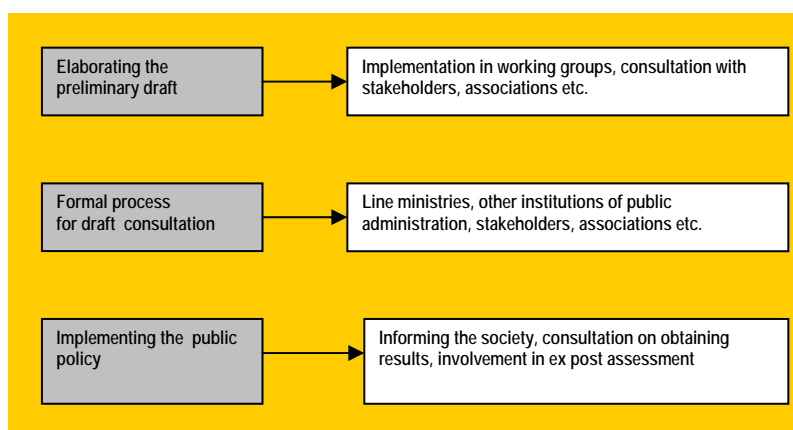 Elaborating the
preliminary draft
Implementation in working groups, consultation with
stakeholders, associations etc.
Formal process
for draft consultation
Line ministries, other institutions of public
administration, stakeholders, associations etc.
Implementing the public
policy
Informing the society, consultation on obtaining
results, involvement in ex post assessment